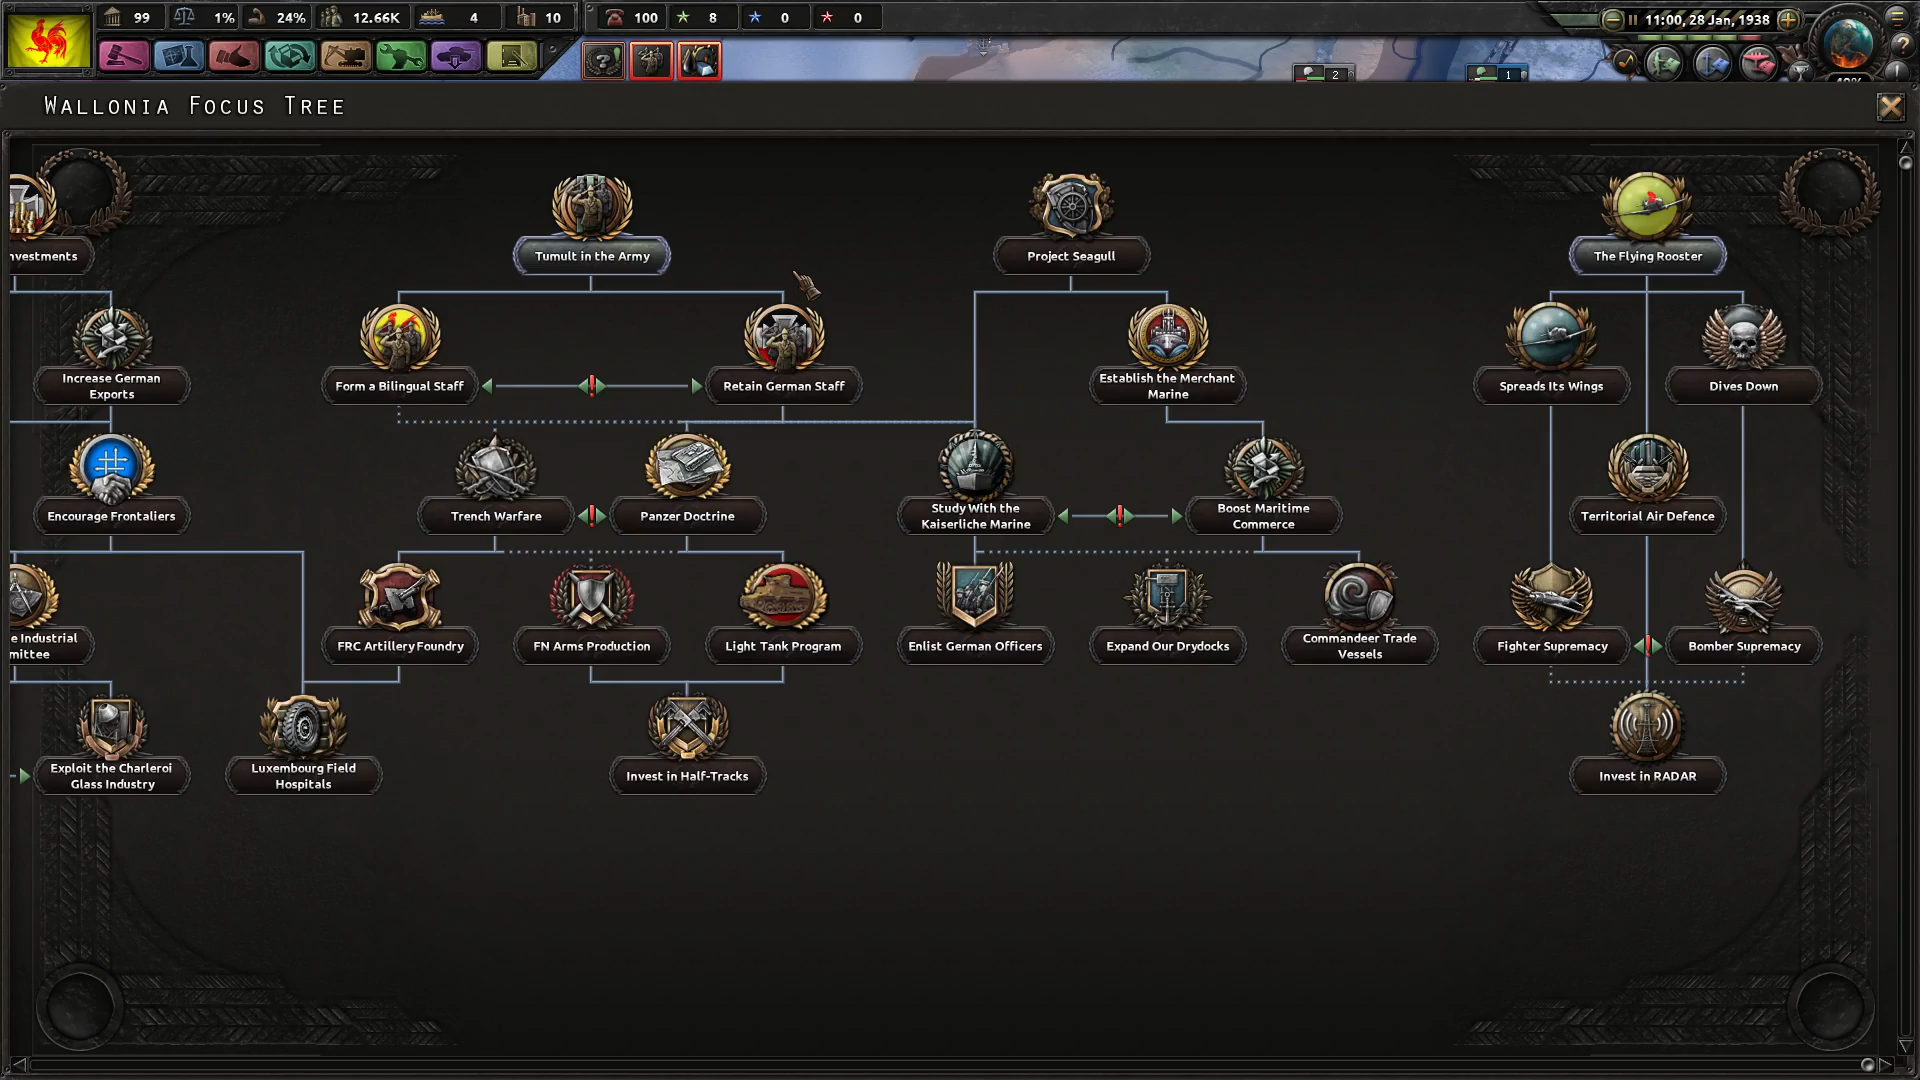 99
1%
24%
12.66K
4
10
100
8
0
0
11:00, 28 Jan, 1938
2
1
Wallonia Focus Tree
Tumult in the Army
Project Seagull
The Flying Rooster
nvestments
Increase German
Exports
Form a Bilingual Staff
Retain German Staff
Establish the Merchant
Marine
Spreads Its Wings
Dives Down
Encourage Frontaliers
Trench Warfare
Panzer Doctrine
Study With the
Kaiserliche Marine
Boost Maritime
Commerce
Territorial Air Defence
e Industrial
mittee
FRC Artillery Foundry
FN Arms Production
Light Tank Program
Enlist German Officers
Expand Our Drydocks
Commandeer Trade
Vessels
Fighter Supremacy
Bomber Supremacy
Exploit the Charleroi
Glass Industry
Luxembourg Field
Hospitals
Invest in Half-Tracks
Invest in RADAR